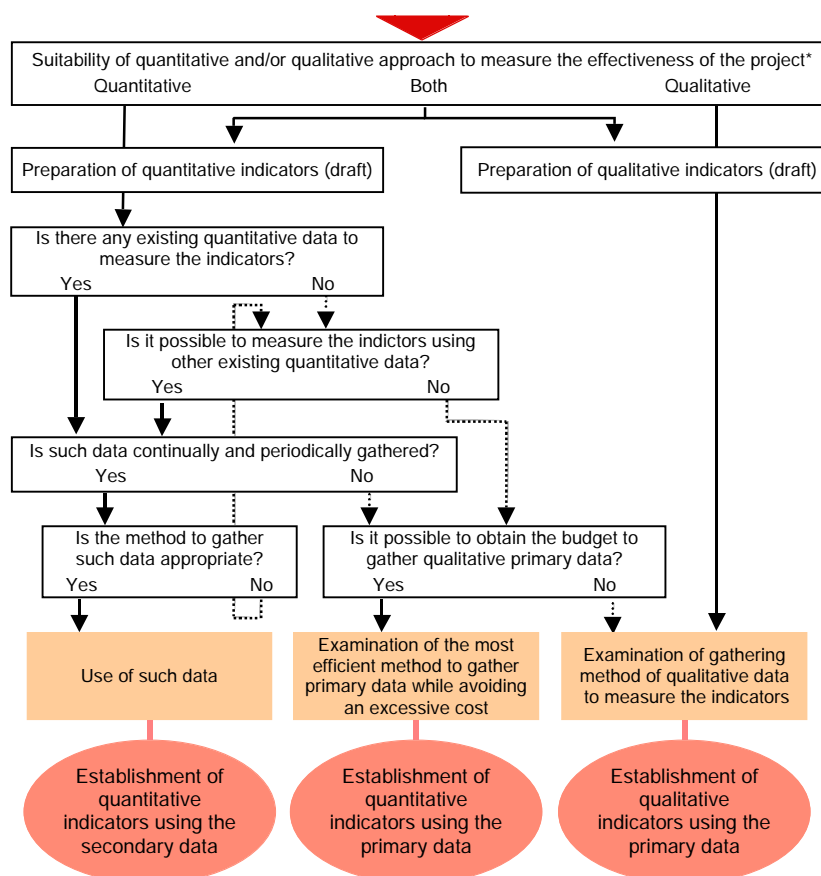 Suitability of quantitative and/or qualitative approach to measure the effectiveness of the project*
Quantitative Both Qualitative
Preparation of quantitative indicators (draft)
Preparation of qualitative indicators (draft)
Is there any existing quantitative data to
measure the indicators?
Yes No
Is it possible to measure the indictors using
other existing quantitative data?
Yes No
Is such data continually and periodically gathered?
Yes No
Is the method to gather
such data appropriate?
Yes No
Is it possible to obtain the budget to
gather qualitative primary data?
Yes No
Use of such data
Examination of the most
efficient method to gather
primary data while avoiding
an excessive cost
Examination of gathering
method of qualitative data
to measure the indicators
Establishment of
quantitative
indicators using the
secondary data
Establishment of
quantitative
indicators using the
primary data
Establishment of
qualitative
indicators using the
primary data